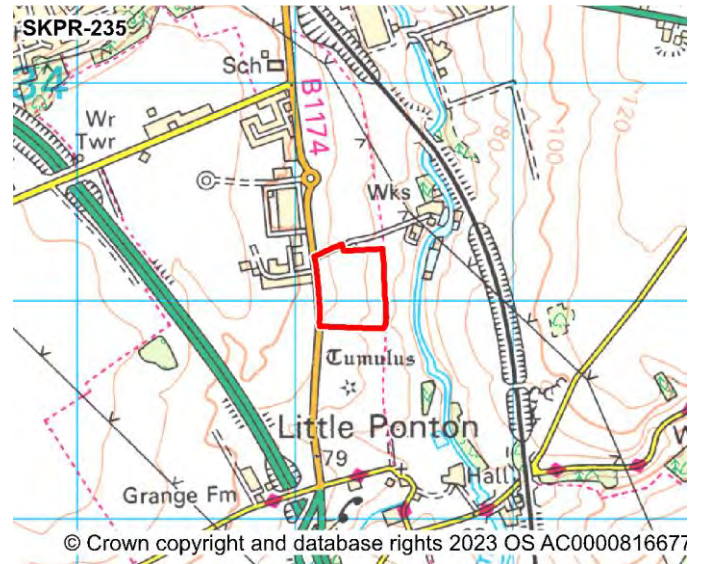 SKPR-235
34
Sch
B1174
Wr
Twr
Wks
80
100
120
Tumulus
Little Ponton
79
Hall
Grange Fm
© Crown copyright and database rights 2023 OS AC0000816677